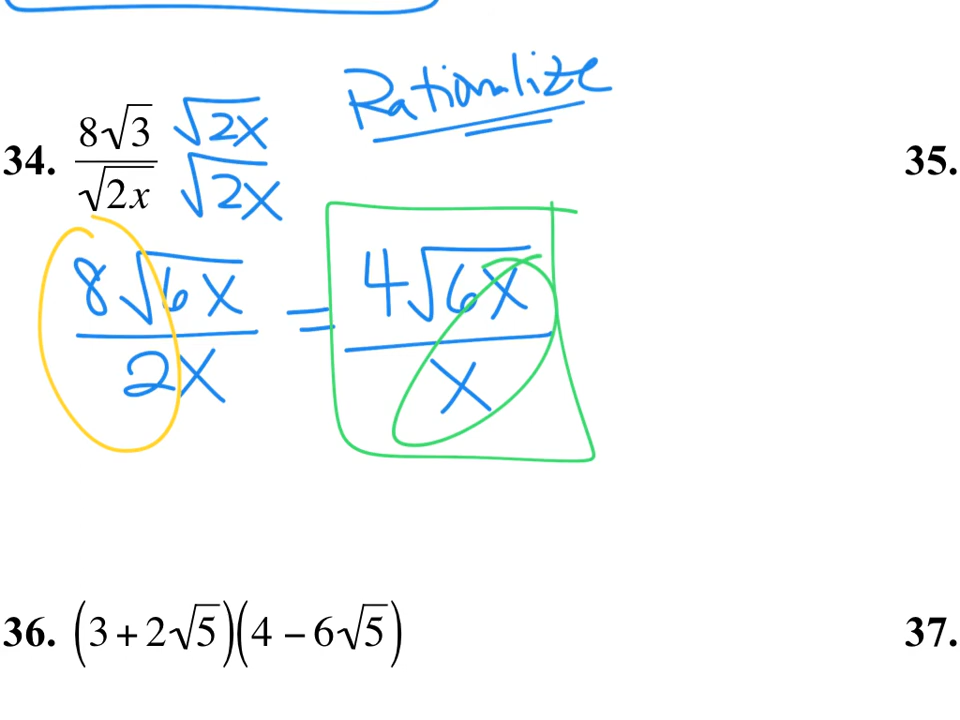 Rationalize
34. 8√3 / √2x √2x / √2x
35.
8√6x / 2x = 4√6x / x
36. (3 + 2√5)(4 − 6√5)
37.